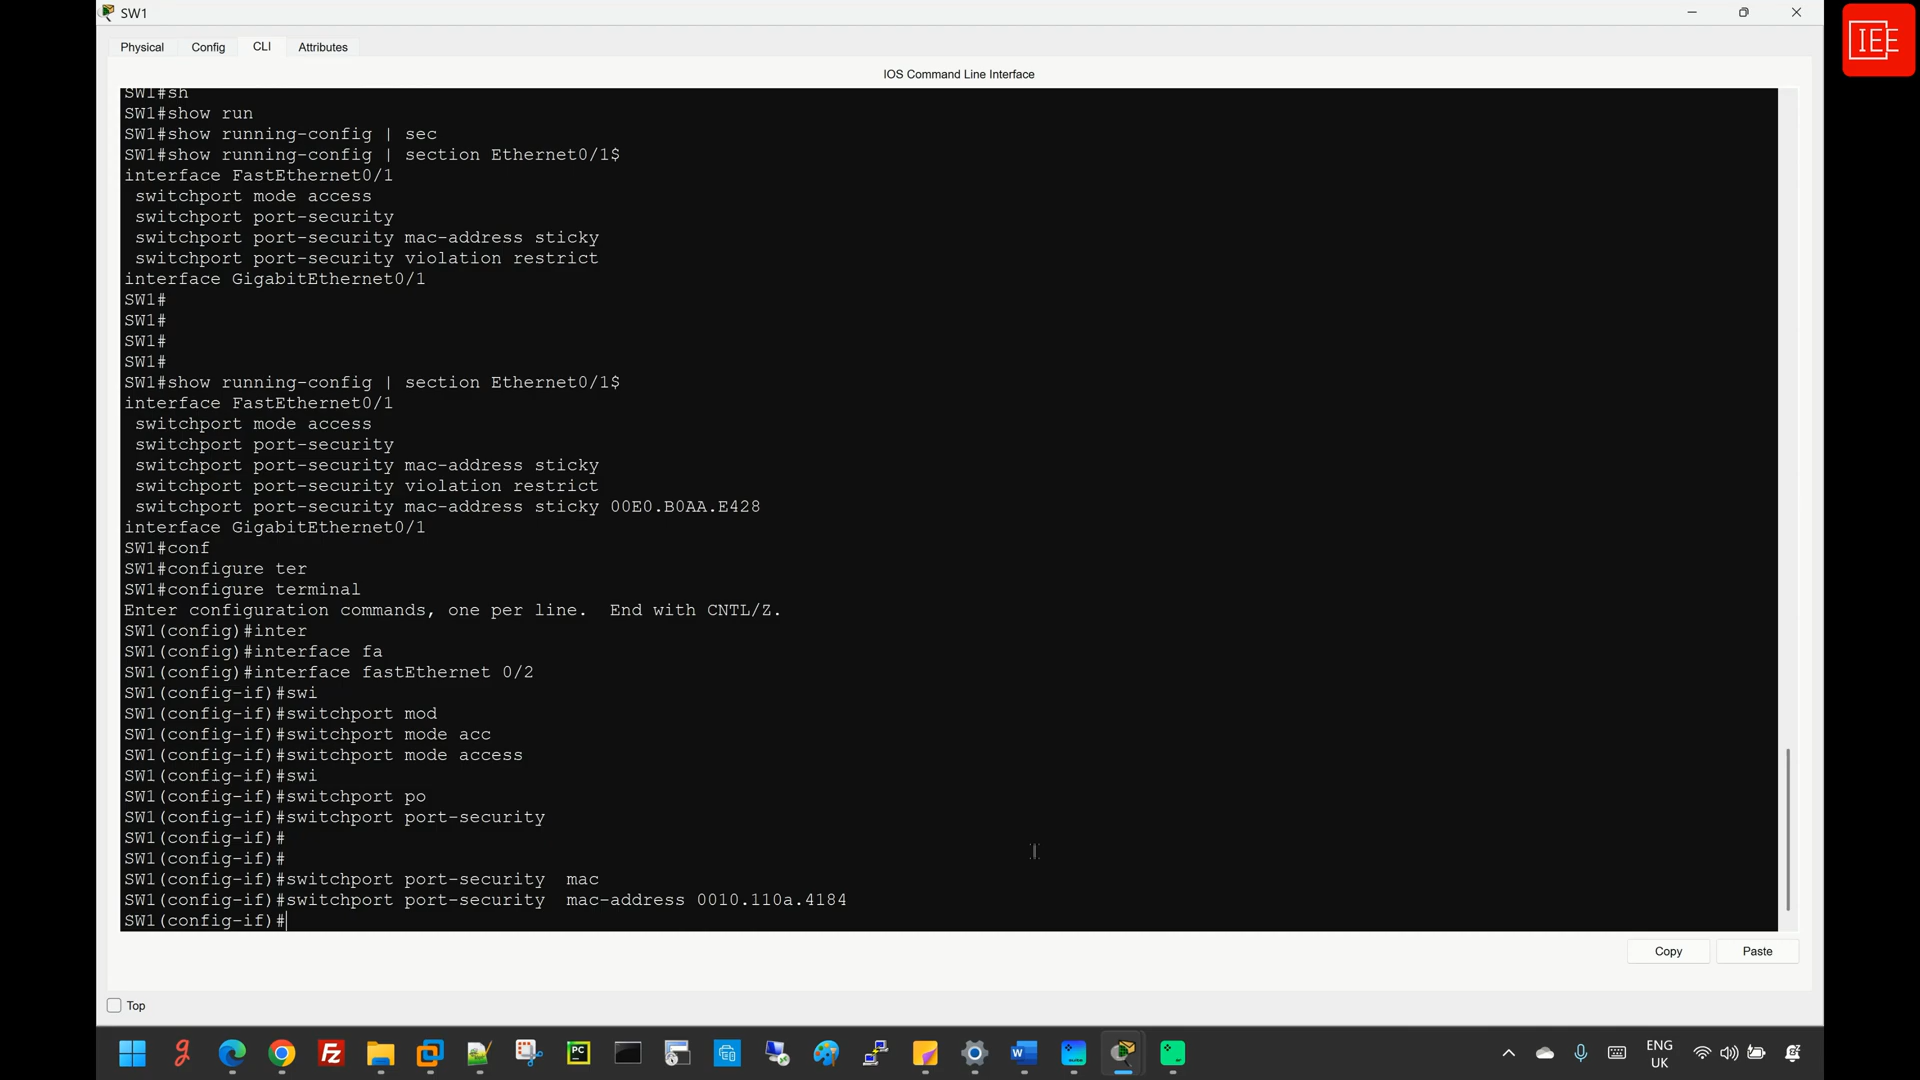 SW1
IEE
Physical Config CLI Attributes
IOS Command Line Interface
SW1#sh
SW1#show run
SW1#show running-config | sec
SW1#show running-config | section Ethernet0/1$
interface FastEthernet0/1
switchport mode access
switchport port-security
switchport port-security mac-address sticky
switchport port-security violation restrict
interface GigabitEthernet0/1
SW1#
SW1#
SW1#
SW1#
SW1#show running-config | section Ethernet0/1$
interface FastEthernet0/1
switchport mode access
switchport port-security
switchport port-security mac-address sticky
switchport port-security violation restrict
switchport port-security mac-address sticky 00E0.B0AA.E428
interface GigabitEthernet0/1
SW1#conf
SW1#configure ter
SW1#configure terminal
Enter configuration commands, one per line. End with CNTL/Z.
SW1(config)#inter
SW1(config)#interface fa
SW1(config)#interface fastEthernet 0/2
SW1(config-if)#swi
SW1(config-if)#switchport mod
SW1(config-if)#switchport mode acc
SW1(config-if)#switchport mode access
SW1(config-if)#swi
SW1(config-if)#switchport po
SW1(config-if)#switchport port-security
SW1(config-if)#
SW1(config-if)#
SW1(config-if)#switchport port-security mac
SW1(config-if)#switchport port-security mac-address 0010.110a.4184
SW1(config-if)#
Copy Paste
Top
ENG
UK